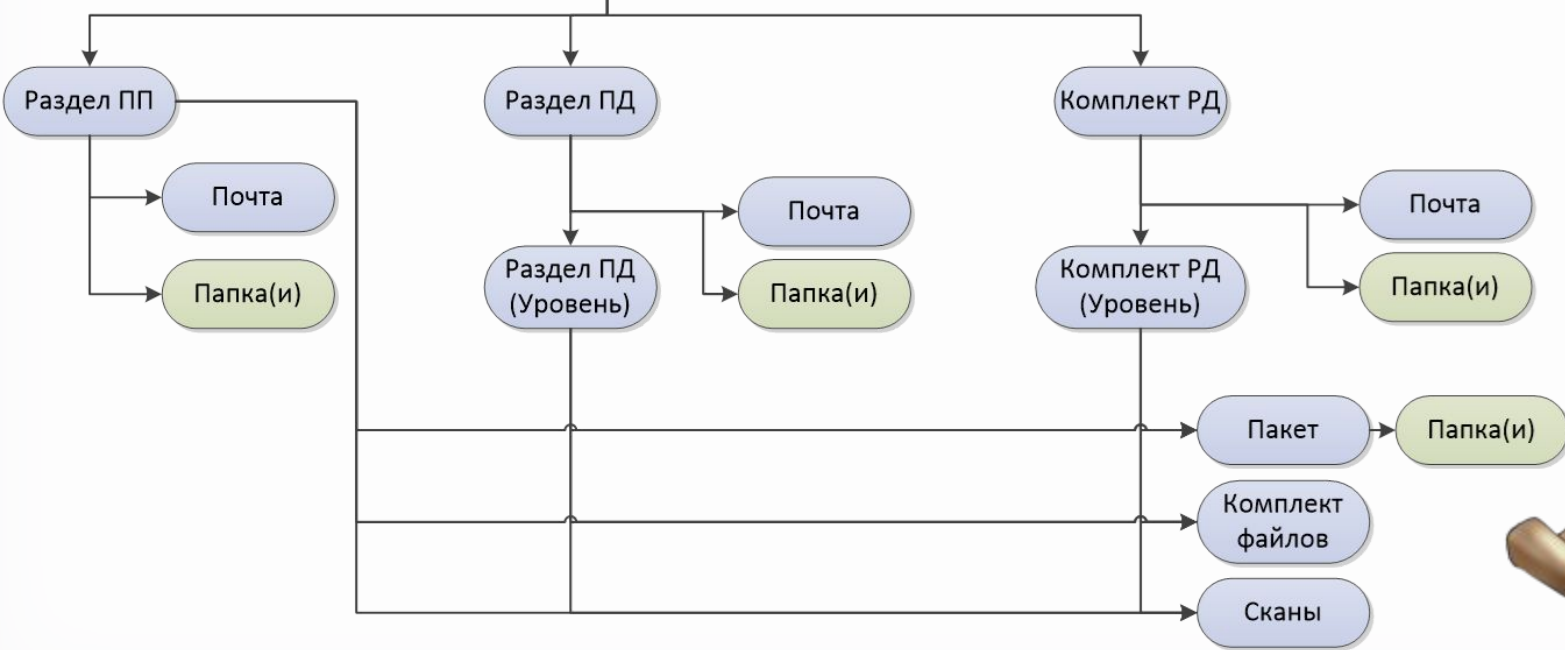 Раздел ПП
Раздел ПД
Комплект РД
Почта
Почта
Почта
Раздел ПД
(Уровень)
Комплект РД
(Уровень)
Папка(и)
Папка(и)
Папка(и)
Пакет
Папка(и)
Комплект
файлов
Сканы